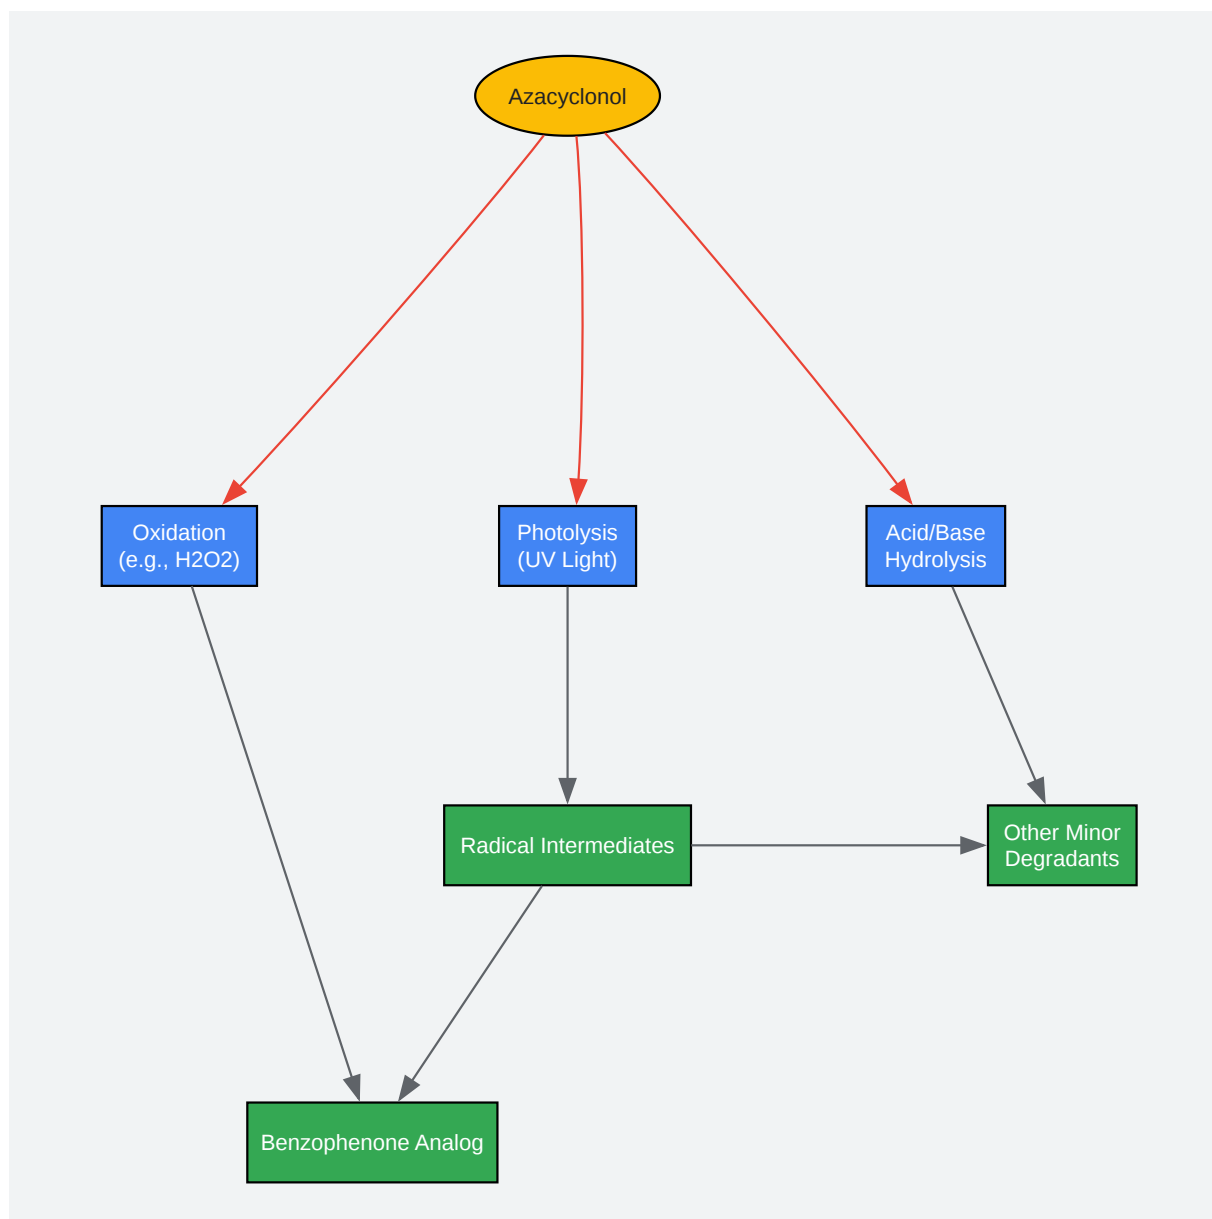 Azacyclonol
Oxidation
(e.g., H2O2)
Photolysis
(UV Light)
Acid/Base
Hydrolysis
Radical Intermediates
Other Minor
Degradants
Benzophenone Analog